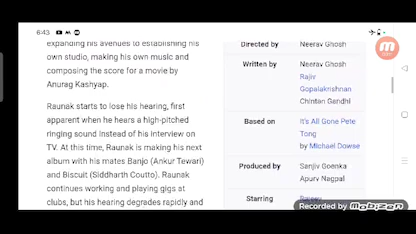 6:43
expanding his avenues to establishing his
own studio, making his own music and
composing the score for a movie by
Anurag Kashyap.
Raunak starts to lose his hearing, first
apparent when he hears a high-pitched
ringing sound instead of his interview on
TV. At this time, Raunak is making his next
album with his mates Banjo (Ankur Tewari)
and Biscuit (Siddharth Coutto). Raunak
continues working and playing gigs at
clubs, but his hearing degrades rapidly and
Directed by Neerav Ghosh
Written by Neerav Ghosh
Rajiv
Gopalakrishnan
Chintan Gandhi
Based on It's All Gone Pete
Tong
by Michael Dowse
Produced by Sanjiv Goenka
Apurv Nagpal
Starring
Recorded by Mobizen